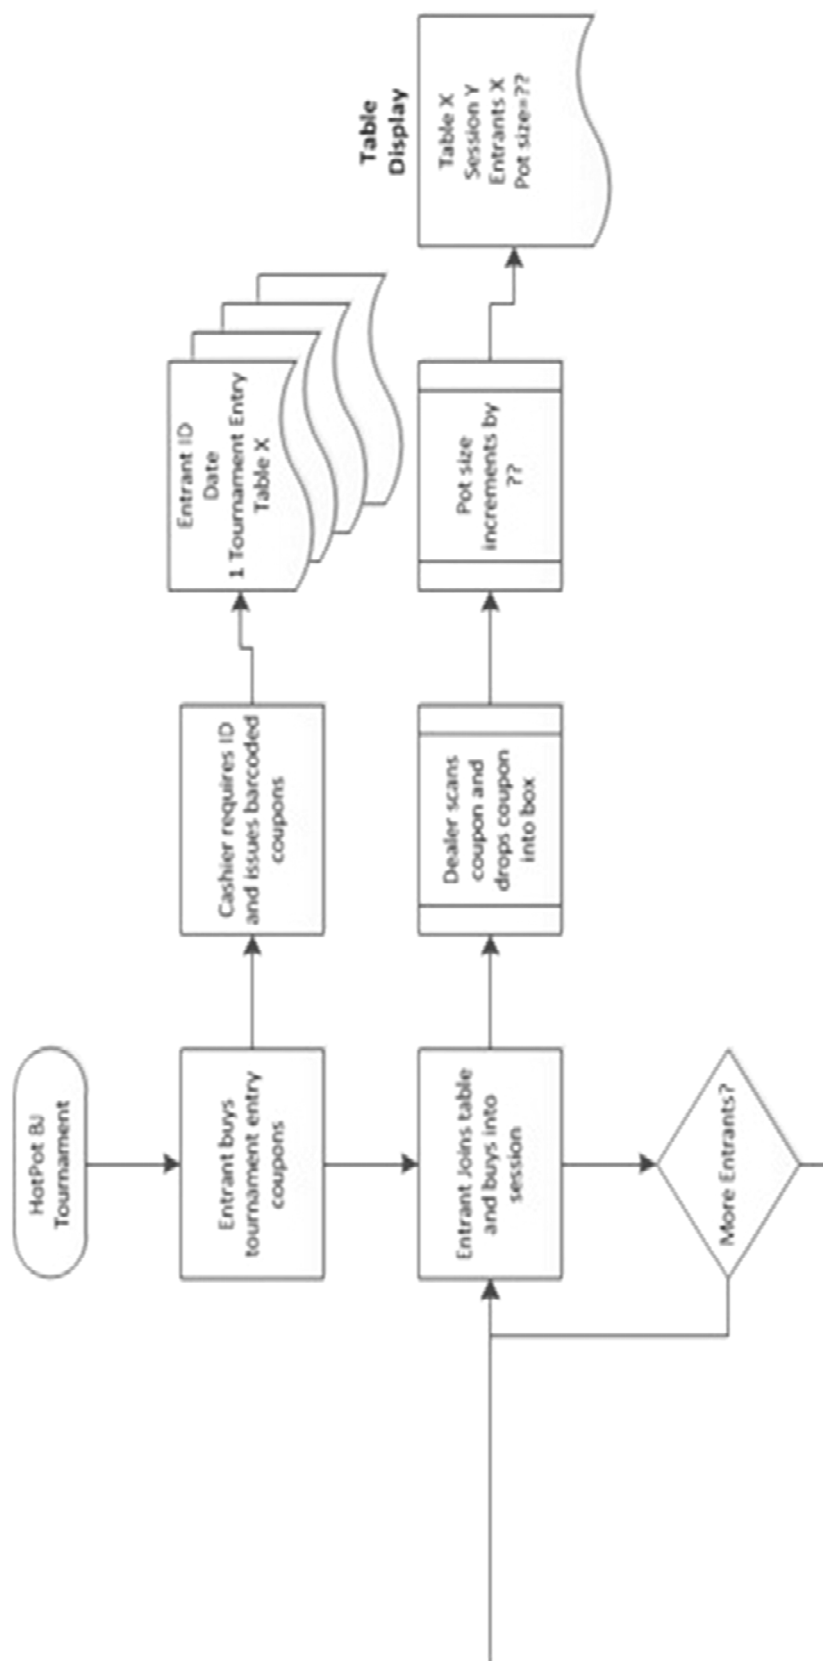 HotPot BJ
Tournament
Entrant buys
tournament entry
coupons
Cashier requires ID
and issues barcoded
coupons
Entrant ID
Date
1 Tournament Entry
Table X
Entrant Joins table
and buys into
session
Dealer scans
coupon and
drops coupon
into box
Pot size
increments by
??
Table
Display
Table X
Session Y
Entrants X
Pot size=??
More Entrants?